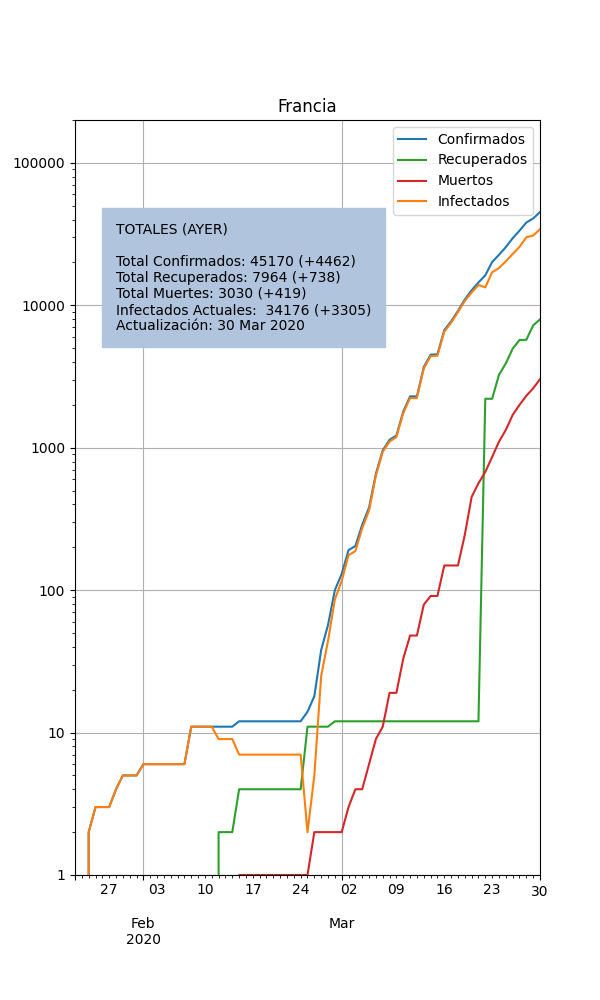 Francia
Confirmados
Recuperados
Muertos
Infectados
100000
10000
1000
100
10
1
TOTALES (AYER)
Total Confirmados: 45170 (+4462)
Total Recuperados: 7964 (+738)
Total Muertes: 3030 (+419)
Infectados Actuales:  34176 (+3305)
Actualización: 30 Mar 2020
27 03 10 17 24 02 09 16 23 30
Feb Mar
2020